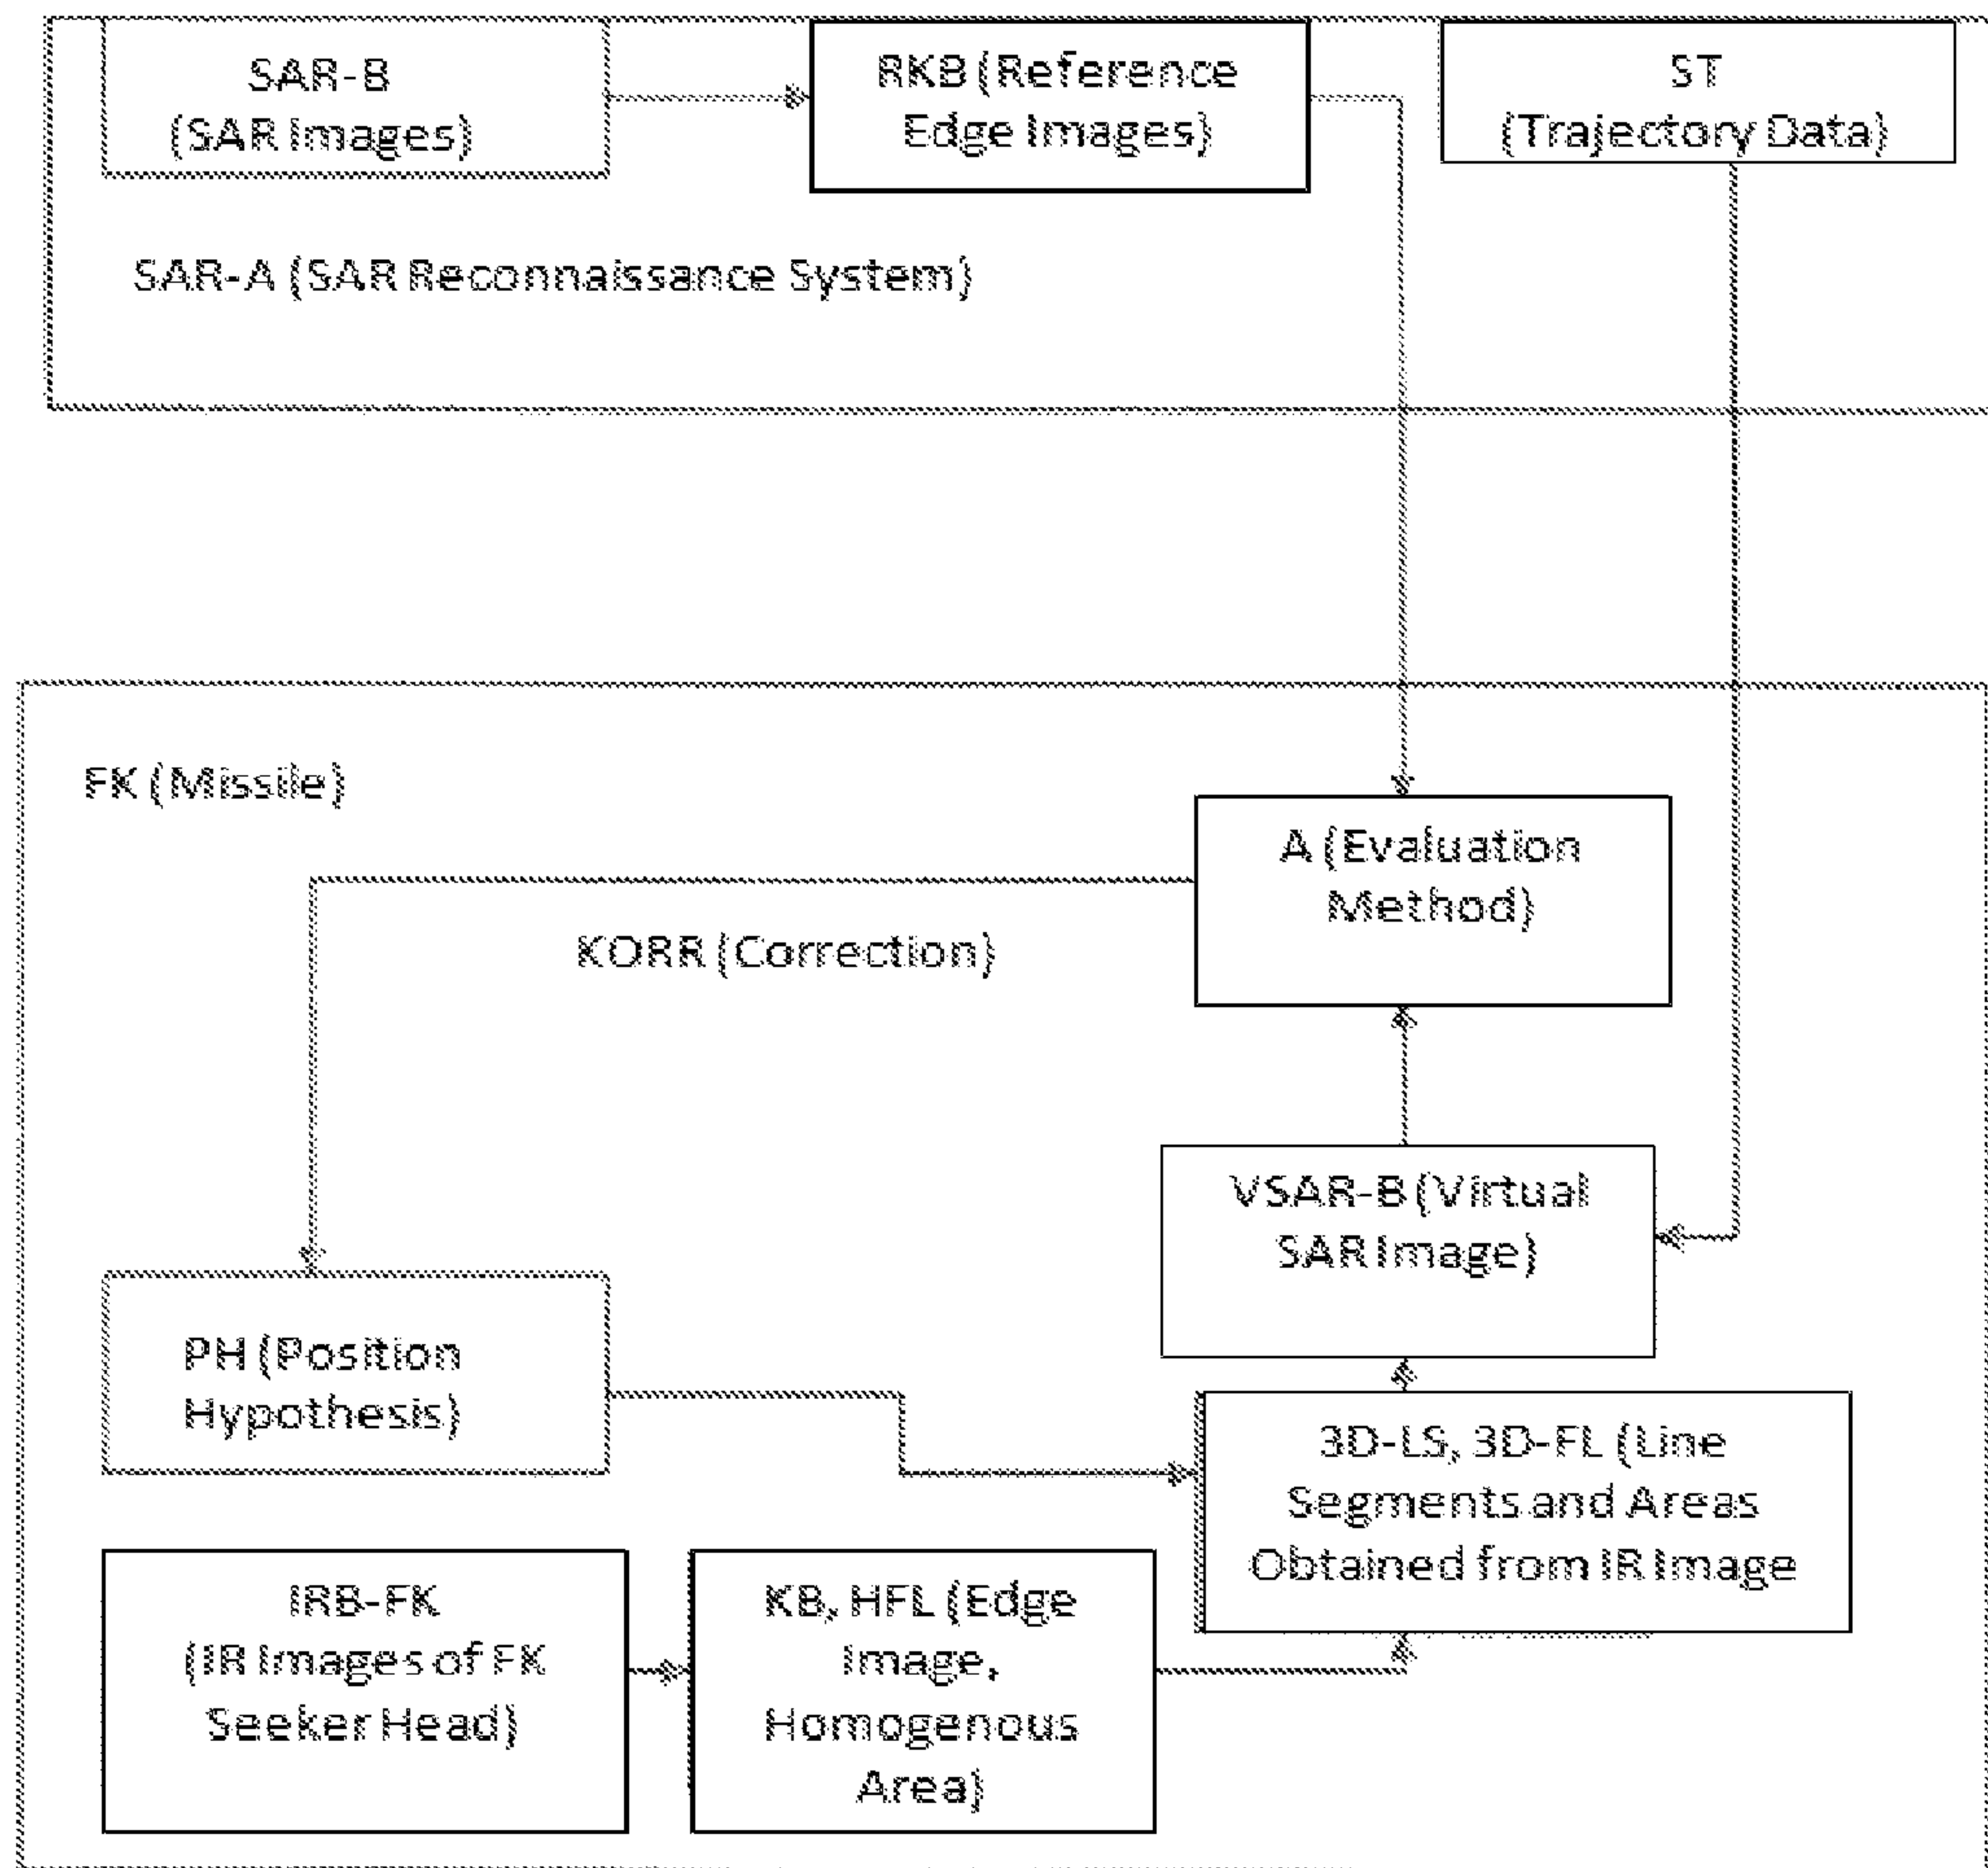 SAR-B
(SAR Images)
RKB (Reference
Edge Images)
ST
(Trajectory Data)
SAR-A (SAR Reconnaissance System)
FK (Missile)
A (Evaluation
Method)
KORR (Correction)
VSAR-B (Virtual
SAR Image)
PH (Position
Hypothesis)
3D-LS, 3D-FL (Line
Segments and Areas
Obtained from IR Image
IRB-FK
(IR Images of FK
Seeker Head)
KB, HFL (Edge
Image,
Homogenous
Area)